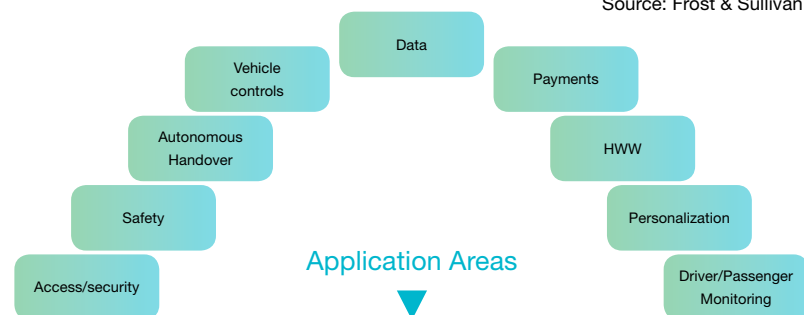 Source: Frost & Sullivan
Data
Vehicle
controls
Payments
Autonomous
Handover
HWW
Safety
Personalization
Application Areas
Access/security
Driver/Passenger
Monitoring